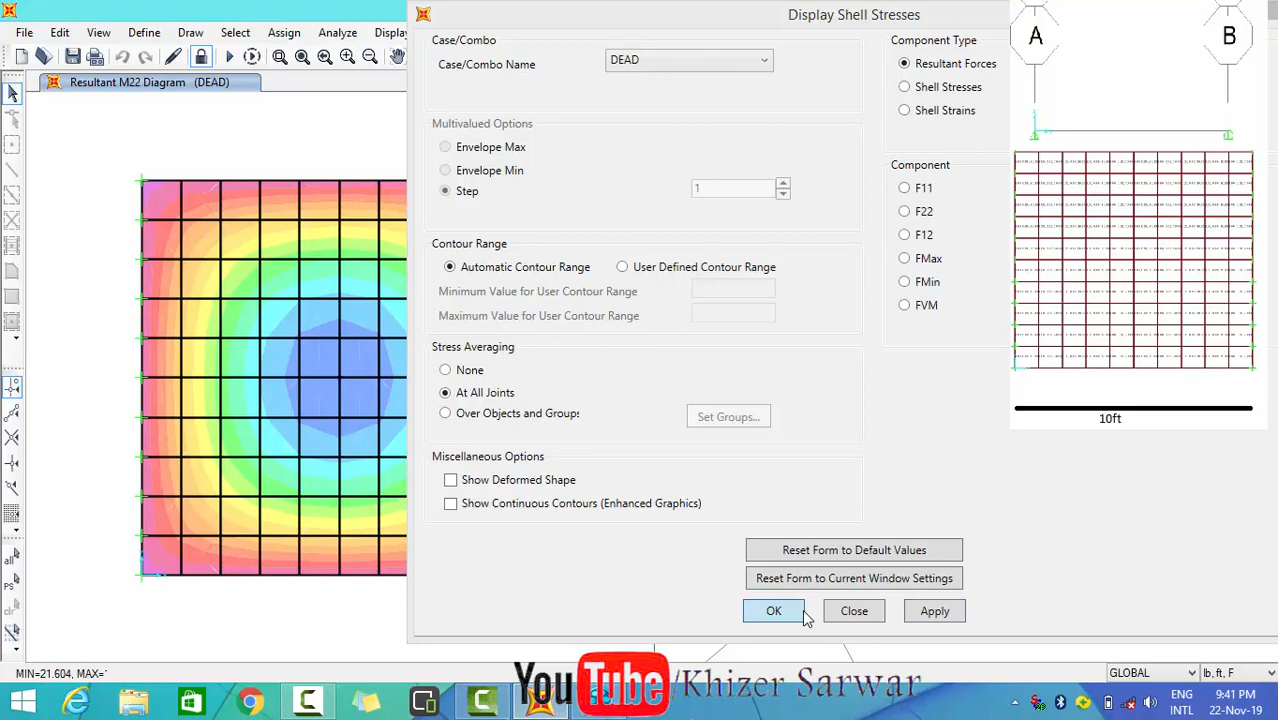 Display Shell Stresses
File Edit View Define Draw Select Assign Analyze Display
Resultant M22 Diagram (DEAD)
Case/Combo
Case/Combo Name
DEAD
Multivalued Options
Envelope Max
Envelope Min
Step
1
Contour Range
Automatic Contour Range
User Defined Contour Range
Minimum Value for User Contour Range
Maximum Value for User Contour Range
Stress Averaging
None
At All Joints
Over Objects and Groups
Set Groups...
Miscellaneous Options
Show Deformed Shape
Show Continuous Contours (Enhanced Graphics)
Reset Form to Default Values
Reset Form to Current Window Settings
OK Close Apply
Component Type
Resultant Forces
Shell Stresses
Shell Strains
Component
F11
F22
F12
FMax
FMin
FVM
A B
10ft
all
PS
clr
MIN=21.604, MAX=
GLOBAL
lb, ft, F
YouTube/Khizer Sarwar
ENG
INTL
9:41 PM
22-Nov-19